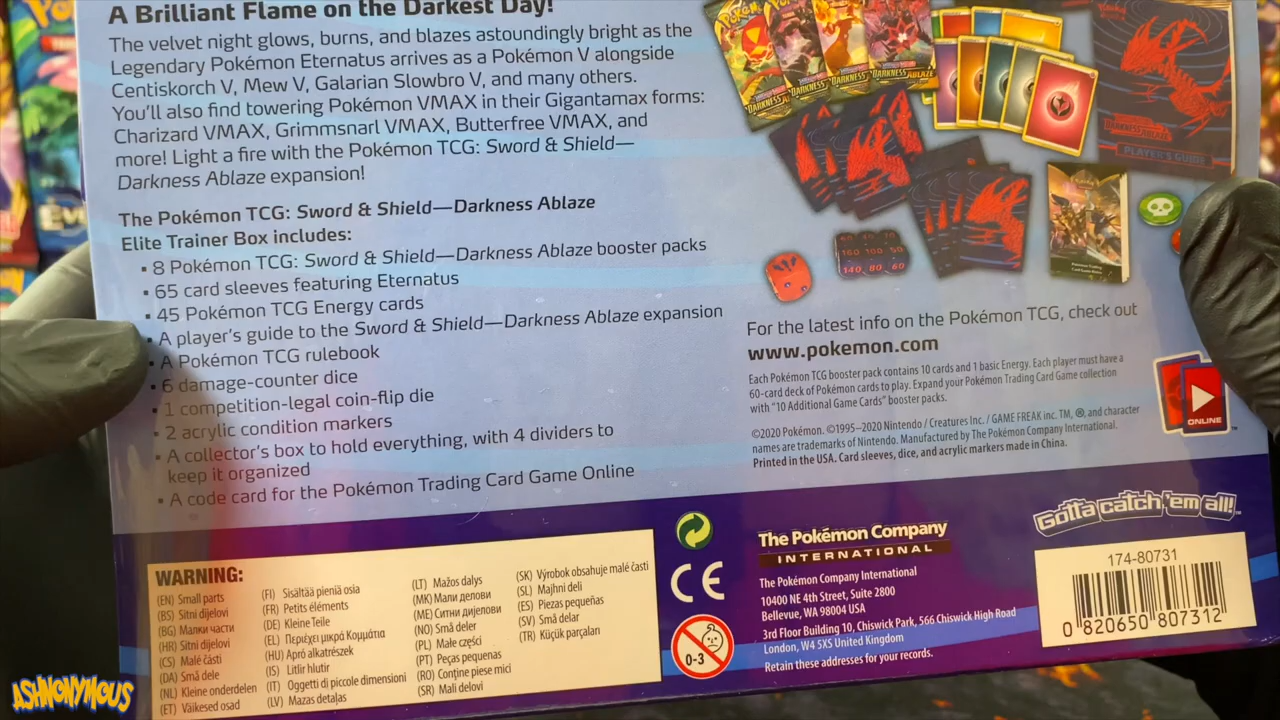 A Brilliant Flame on the Darkest Day!
The velvet night glows, burns, and blazes astoundingly bright as the
Legendary Pokémon Eternatus arrives as a Pokémon V alongside
Centiskorch V, Mew V, Galarian Slowbro V, and many others.
You'll also find towering Pokémon VMAX in their Gigantamax forms:
Charizard VMAX, Grimmsnarl VMAX, Butterfree VMAX, and
more! Light a fire with the Pokémon TCG: Sword & Shield—
Darkness Ablaze expansion!
The Pokémon TCG: Sword & Shield—Darkness Ablaze
Elite Trainer Box includes:
• 8 Pokémon TCG: Sword & Shield—Darkness Ablaze booster packs
• 65 card sleeves featuring Eternatus
• 45 Pokémon TCG Energy cards
• A player's guide to the Sword & Shield—Darkness Ablaze expansion
• A Pokémon TCG rulebook
• 6 damage-counter dice
• 1 competition-legal coin-flip die
• 2 acrylic condition markers
• A collector's box to hold everything, with 4 dividers to
keep it organized
• A code card for the Pokémon Trading Card Game Online
DARKNESS ABLAZE
PLAYER'S GUIDE
For the latest info on the Pokémon TCG, check out
www.pokemon.com
Each Pokémon TCG booster pack contains 10 cards and 1 basic Energy. Each player must have a
60-card deck of Pokémon cards to play. Expand your Pokémon Trading Card Game collection
with "10 Additional Game Cards" booster packs.
©2020 Pokémon. ©1995–2020 Nintendo / Creatures Inc. / GAME FREAK inc. TM, ®, and character
names are trademarks of Nintendo. Manufactured by The Pokémon Company International.
Printed in the USA. Card sleeves, dice, and acrylic markers made in China.
ONLINE
WARNING:
(EN) Small parts
(BS) Sitni dijelovi
(BG) Малки части
(HR) Sitni dijelovi
(CS) Malé části
(DA) Små dele
(NL) Kleine onderdelen
(ET) Väikesed osad
(FI) Sisältää pieniä osia
(FR) Petits éléments
(DE) Kleine Teile
(EL) Περιέχει μικρά Κομμάτια
(HU) Apró alkatrészek
(IS) Litlir hlutir
(IT) Oggetti di piccole dimensioni
(LV) Mazas detaļas
(LT) Mažos dalys
(MK) Мали делови
(ME) Ситни дијелови
(NO) Små deler
(PL) Małe części
(PT) Peças pequenas
(RO) Conține piese mici
(SR) Mali delovi
(SK) Výrobok obsahuje malé časti
(SL) Majhni deli
(ES) Piezas pequeñas
(SV) Små delar
(TR) Küçük parçaları
CE
0-3
The Pokémon Company
INTERNATIONAL
The Pokémon Company International
10400 NE 4th Street, Suite 2800
Bellevue, WA 98004 USA
3rd Floor Building 10, Chiswick Park, 566 Chiswick High Road
London, W4 5XS United Kingdom
Retain these addresses for your records.
Gotta catch 'em all!
174-80731
0 820650 807312
ASHNONYMOUS